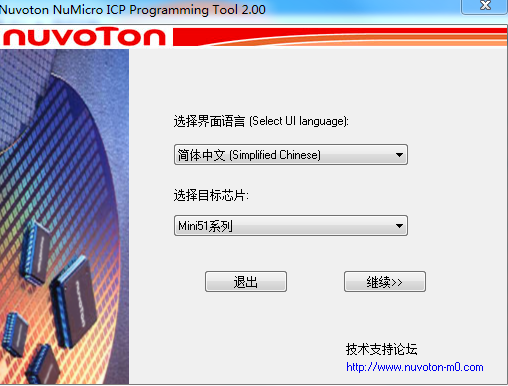 Nuvoton NuMicro ICP Programming Tool 2.00
nuvoTon
选择界面语言 (Select UI language):
简体中文 (Simplified Chinese)
选择目标芯片:
Mini51系列
退出
继续>>
技术支持论坛
http://www.nuvoton-m0.com